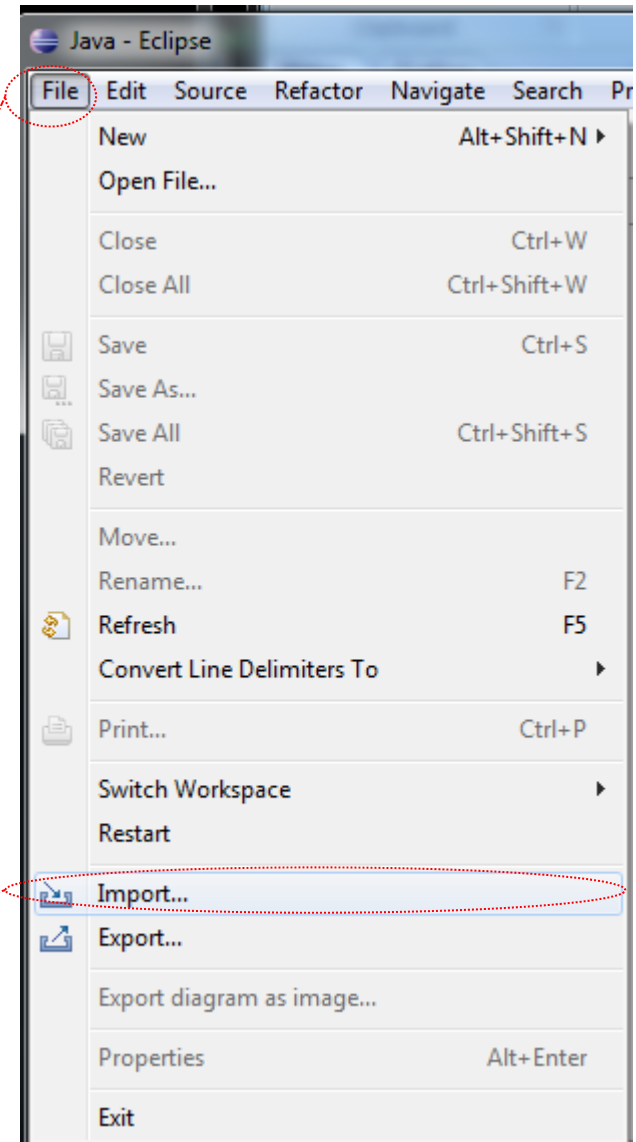 Java - Eclipse
File Edit Source Refactor Navigate Search Pr
New Alt+Shift+N
Open File...
Close Ctrl+W
Close All Ctrl+Shift+W
Save Ctrl+S
Save As...
Save All Ctrl+Shift+S
Revert
Move...
Rename... F2
Refresh F5
Convert Line Delimiters To
Print... Ctrl+P
Switch Workspace
Restart
Import...
Export...
Export diagram as image...
Properties Alt+Enter
Exit